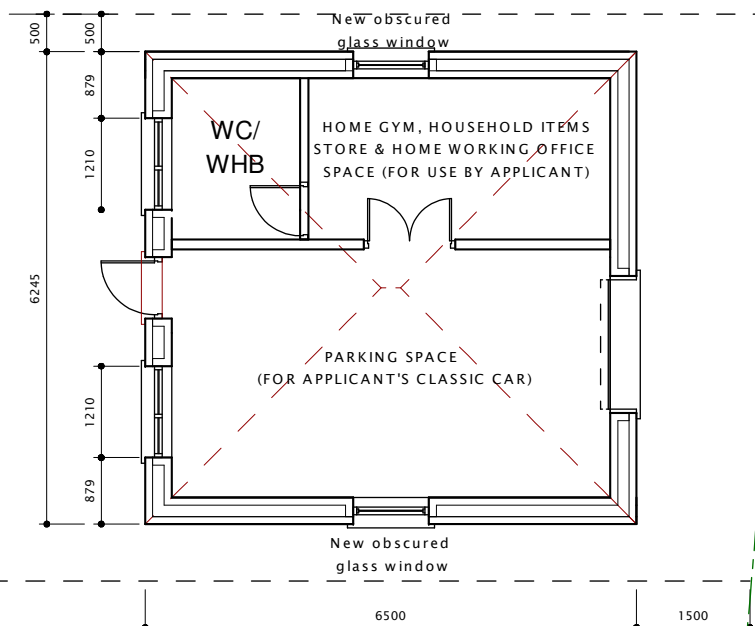 New obscured
glass window
500
500
879
WC/
WHB
HOME GYM, HOUSEHOLD ITEMS
STORE & HOME WORKING OFFICE
SPACE (FOR USE BY APPLICANT)
1210
6245
PARKING SPACE
(FOR APPLICANT'S CLASSIC CAR)
1210
879
New obscured
glass window
6500
1500